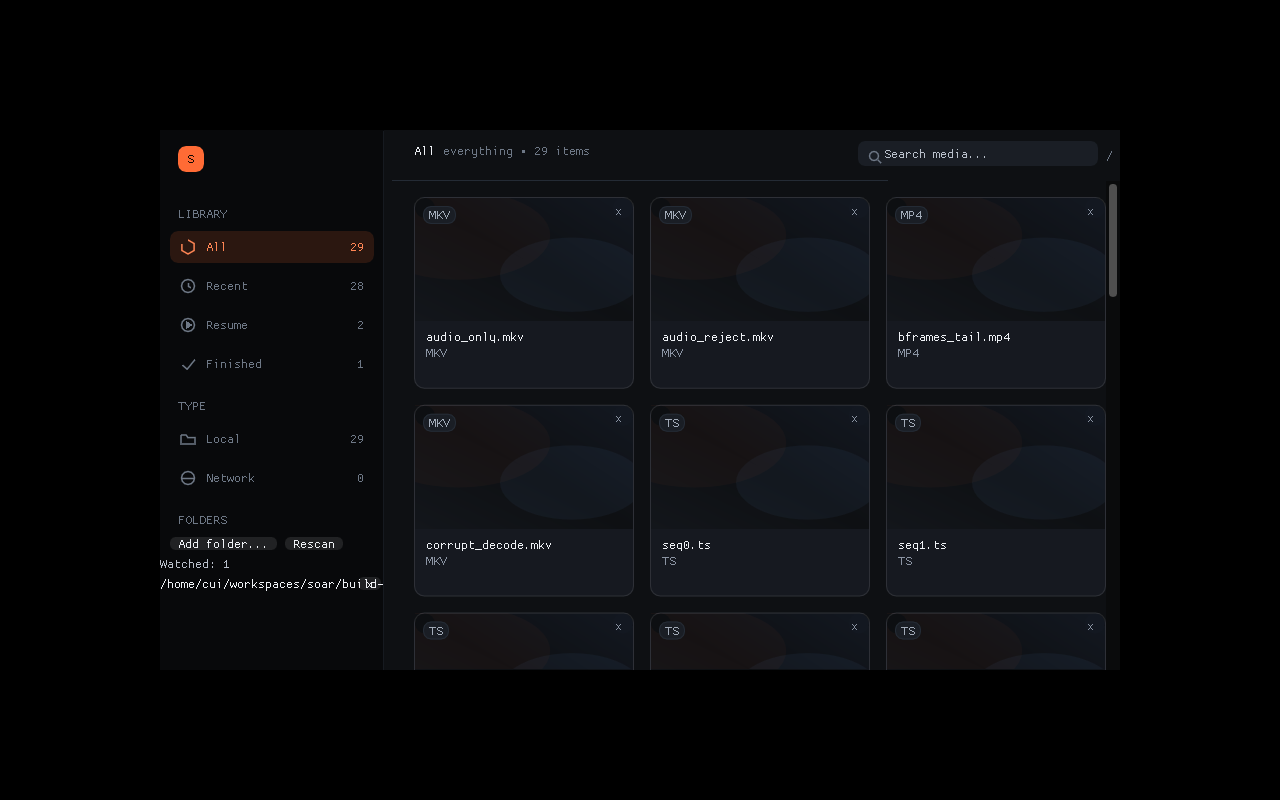 S
LIBRARY
All 29
Recent 28
Resume 2
Finished 1
TYPE
Local 29
Network 0
FOLDERS
Add folder... Rescan
Watched: 1
/home/cui/workspaces/soar/build-
All everything • 29 items
Search media... /
MKV x
audio_only.mkv
MKV
MKV x
audio_reject.mkv
MKV
MP4 x
bframes_tail.mp4
MP4
MKV x
corrupt_decode.mkv
MKV
TS x
seq0.ts
TS
TS x
seq1.ts
TS
TS x
TS x
TS x